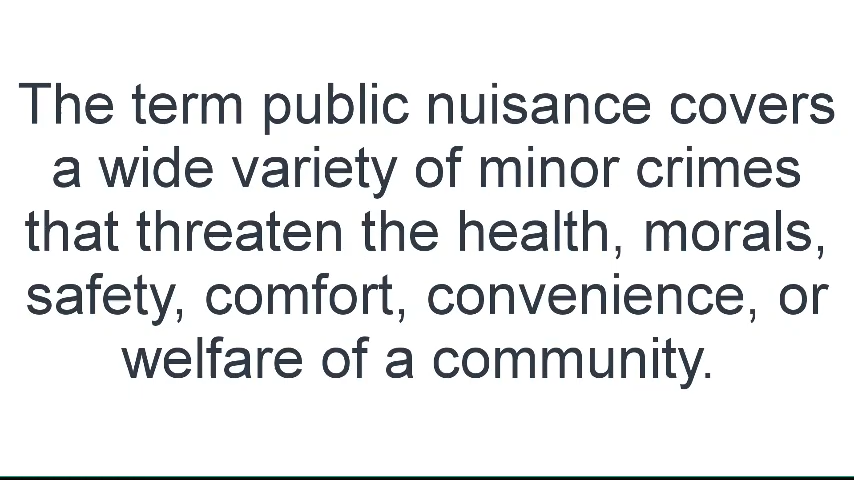 The term public nuisance covers
a wide variety of minor crimes
that threaten the health, morals,
safety, comfort, convenience, or
welfare of a community.